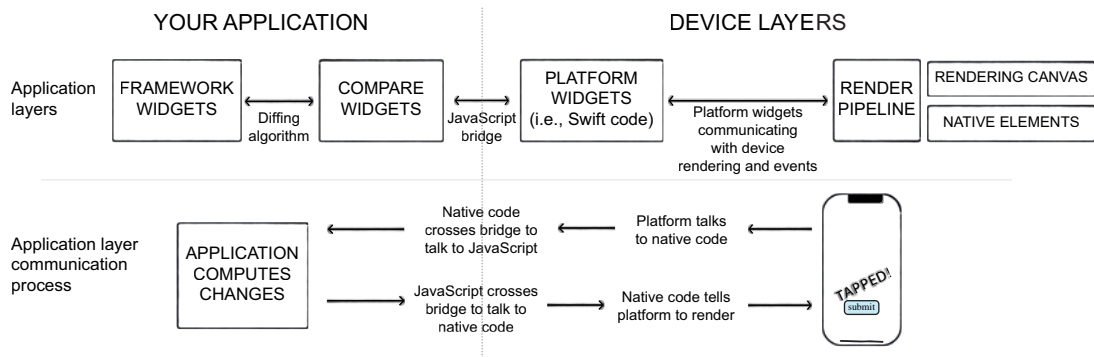 YOUR APPLICATION
DEVICE LAYERS
Application
layers
FRAMEWORK
WIDGETS
Diffing
algorithm
COMPARE
WIDGETS
JavaScript
bridge
PLATFORM
WIDGETS
(i.e., Swift code)
Platform widgets
communicating
with device
rendering and events
RENDER
PIPELINE
RENDERING CANVAS
NATIVE ELEMENTS
Application layer
communication
process
APPLICATION
COMPUTES
CHANGES
Native code
crosses bridge to
talk to JavaScript
Platform talks
to native code
JavaScript crosses
bridge to talk to
native code
Native code tells
platform to render
TAPPED!
submit